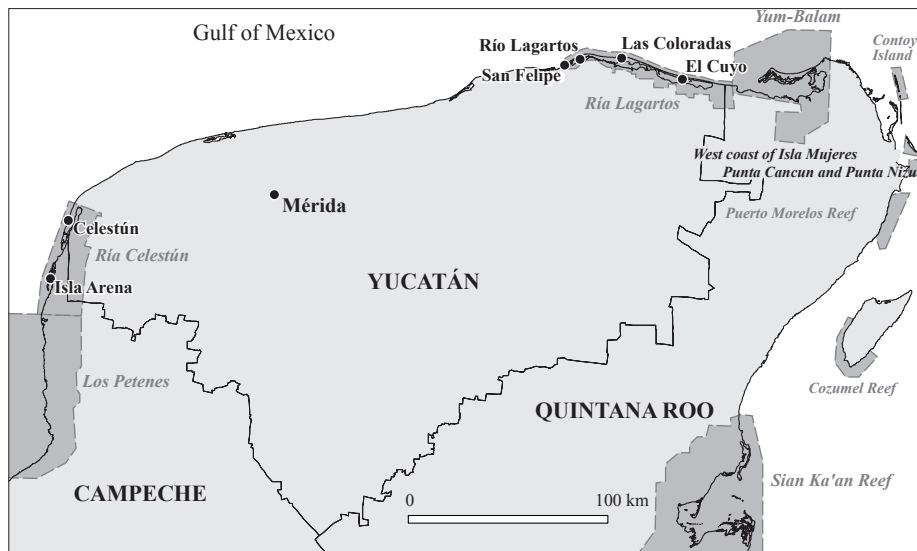 Gulf of Mexico
Yum-Balam
Contoy
Island
Río Lagartos
Las Coloradas
San Felipe
El Cuyo
Ría Lagartos
West coast of Isla Mujeres
Punta Cancun and Punta Nizu
Mérida
Puerto Morelos Reef
Celestún
Ría Celestún
YUCATÁN
Isla Arena
Los Petenes
Cozumel Reef
QUINTANA ROO
Sian Ka'an Reef
CAMPECHE
0 100 km